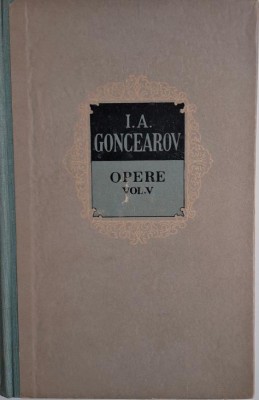 I. A.
GONCEAROV
OPERE
VOL. V